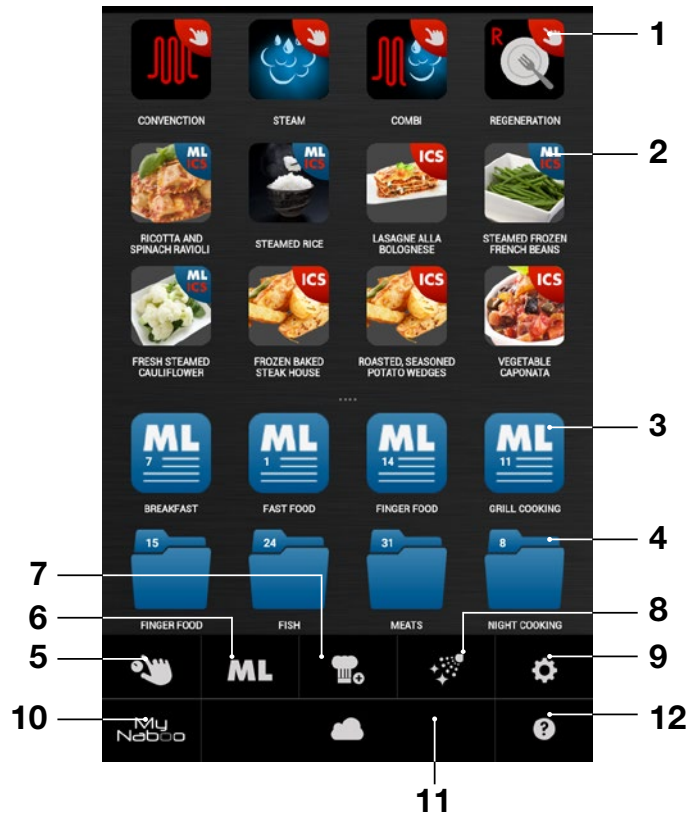 R
1
CONVENCTION STEAM COMBI REGENERATION
ML ICS
ML ICS
ICS
ML ICS
2
RICOTTA AND SPINACH RAVIOLI
STEAMED RICE
LASAGNE ALLA BOLOGNESE
STEAMED FROZEN FRENCH BEANS
ML ICS
ICS
ICS
ICS
FRESH STEAMED CAULIFLOWER
FROZEN BAKED STEAK HOUSE
ROASTED, SEASONED POTATO WEDGES
VEGETABLE CAPONATA
ML ML ML ML
3
7 1 14 11
BREAKFAST FAST FOOD FINGER FOOD GRILL COOKING
15 24 31 8
4
FINGER FOOD FISH MEATS NIGHT COOKING
7
6
8
5
ML
9
10
My Naboo
?
12
11